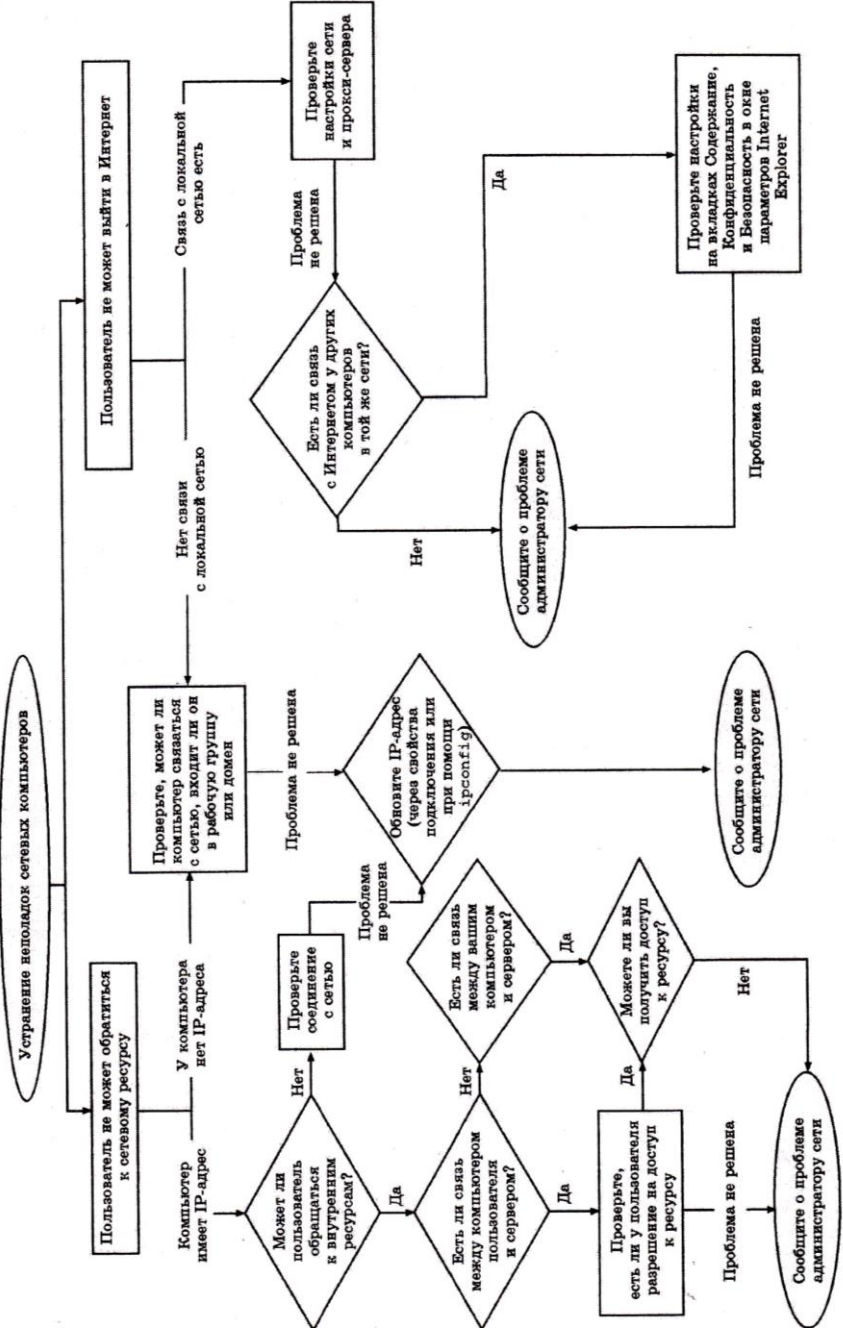 Устранение неполадок сетевых компьютеров
Пользователь не может обратиться
к сетевому ресурсу
Пользователь не может выйти в Интернет
Компьютер
имеет IP-адрес
У компьютера
нет IP-адреса
Проверьте, может ли
компьютер связаться
с сетью, входит ли он
в рабочую группу
или домен
Нет связи
с локальной сетью
Связь с локальной
сетью есть
Может ли
пользователь
обращаться
к внутренним
ресурсам?
Нет
Проверьте
соединение
с сетью
Проблема не решена
Проблема
не решена
Обновите IP-адрес
(через свойства
подключения или
при помощи
ipconfig)
Есть ли связь
с Интернетом у других
компьютеров
в той же сети?
Проблема
не решена
Проверьте
настройки сети
и прокси-сервера
Да
Есть ли связь
между компьютером
пользователя
и сервером?
Нет
Есть ли связь
между вашим
компьютером
и сервером?
Нет
Да
Да
Да
Сообщите о проблеме
администратору сети
Проверьте,
есть ли у пользователя
разрешение на доступ
к ресурсу
Да
Можете ли вы
получить доступ
к ресурсу?
Проверьте настройки
на вкладках Содержание,
Конфиденциальность
и Безопасность в окне
параметров Internet
Explorer
Проблема не решена
Нет
Сообщите о проблеме
администратору сети
Проблема не решена
Сообщите о проблеме
администратору сети